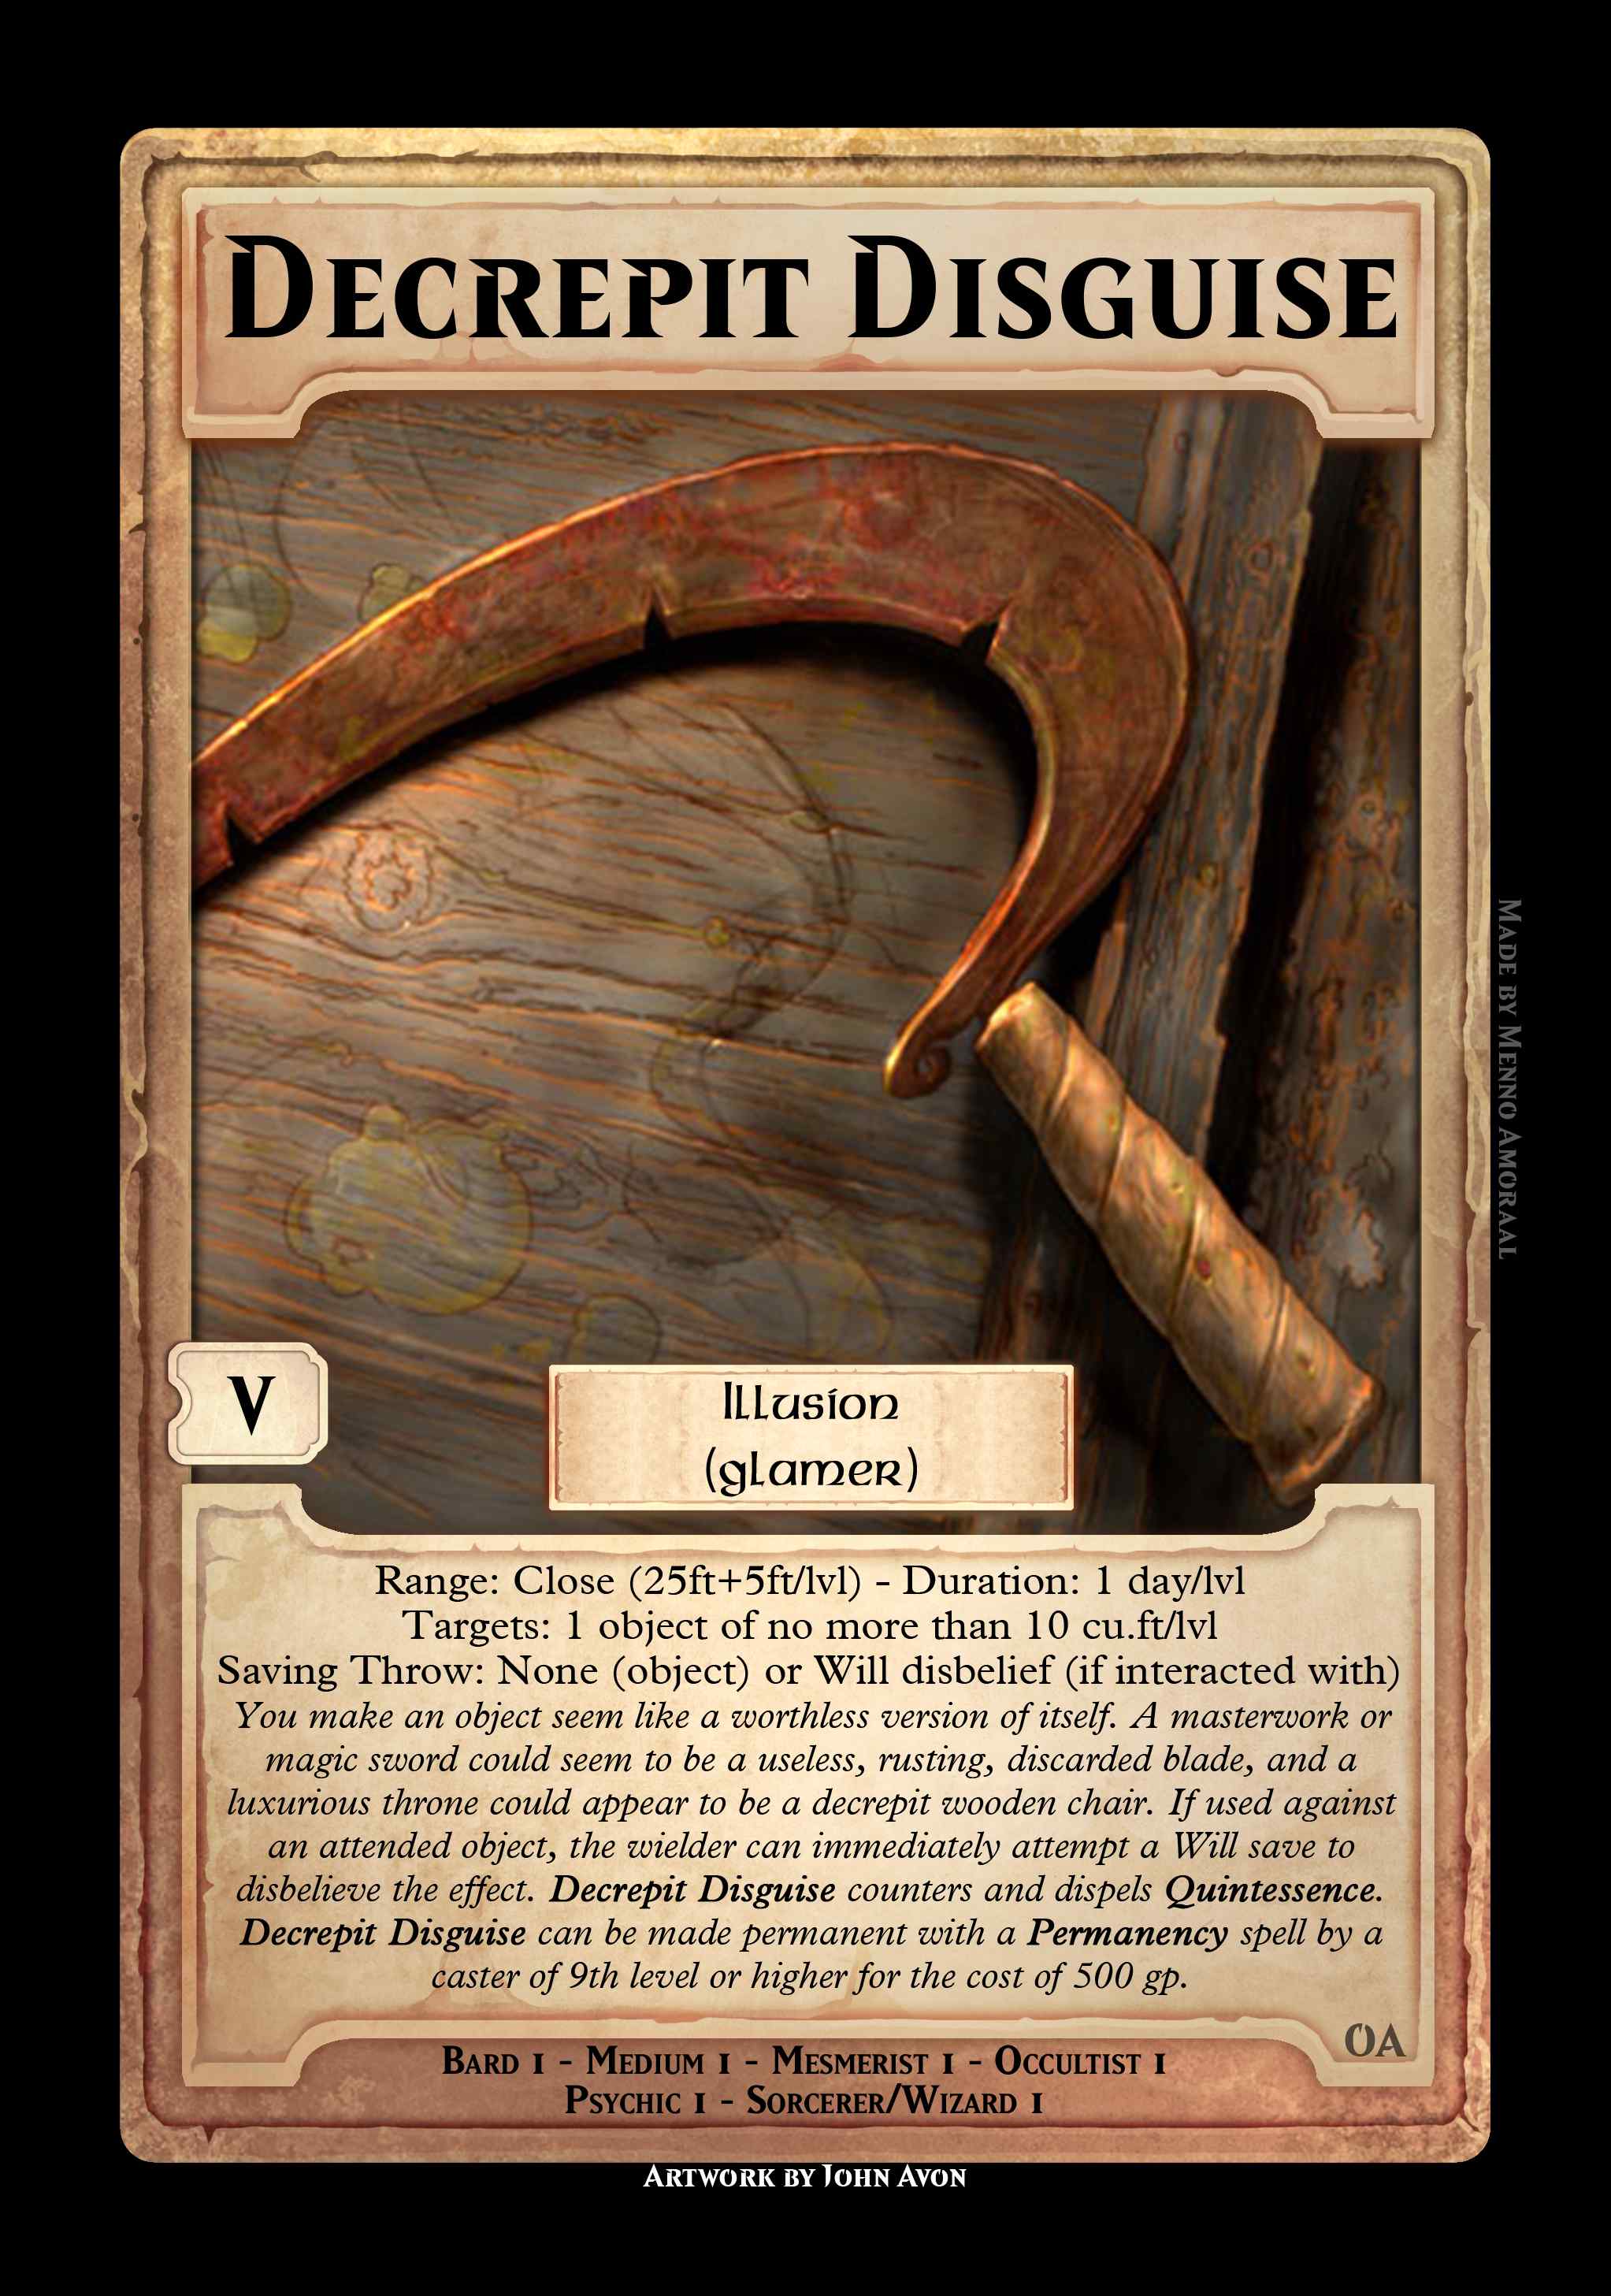 Decrepit Disguise
V
Illusion
(glamer)
Range: Close (25ft+5ft/lvl) - Duration: 1 day/lvl
Targets: 1 object of no more than 10 cu.ft/lvl
Saving Throw: None (object) or Will disbelief (if interacted with)
You make an object seem like a worthless version of itself. A masterwork or
magic sword could seem to be a useless, rusting, discarded blade, and a
luxurious throne could appear to be a decrepit wooden chair. If used against
an attended object, the wielder can immediately attempt a Will save to
disbelieve the effect. Decrepit Disguise counters and dispels Quintessence.
Decrepit Disguise can be made permanent with a Permanency spell by a
caster of 9th level or higher for the cost of 500 gp.
OA
Bard 1 - Medium 1 - Mesmerist 1 - Occultist 1
Psychic 1 - Sorcerer/Wizard 1
Artwork by John Avon
Made by Menno Amoraal